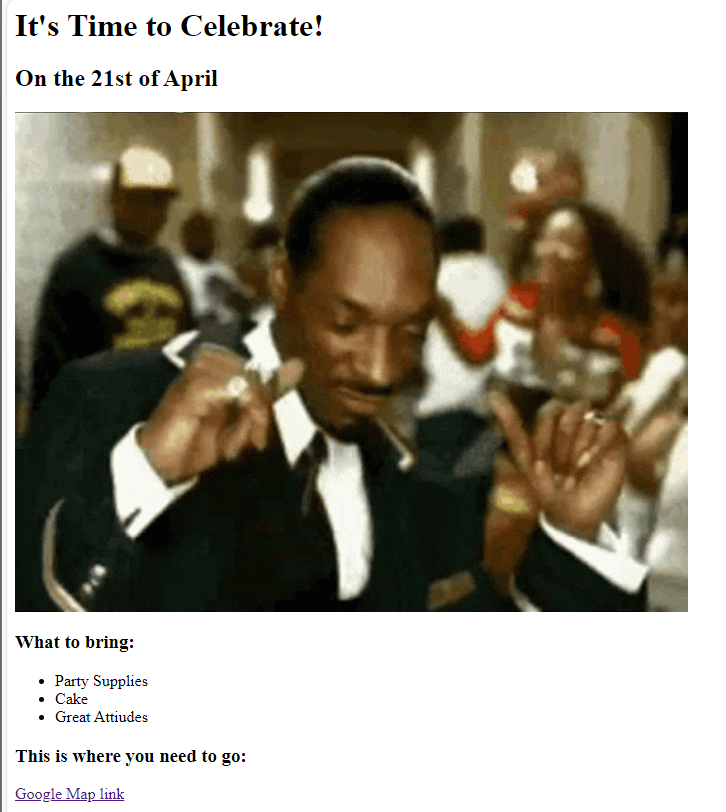 It's Time to Celebrate!
On the 21st of April
What to bring:
Party Supplies
Cake
Great Attiudes
This is where you need to go:
Google Map link